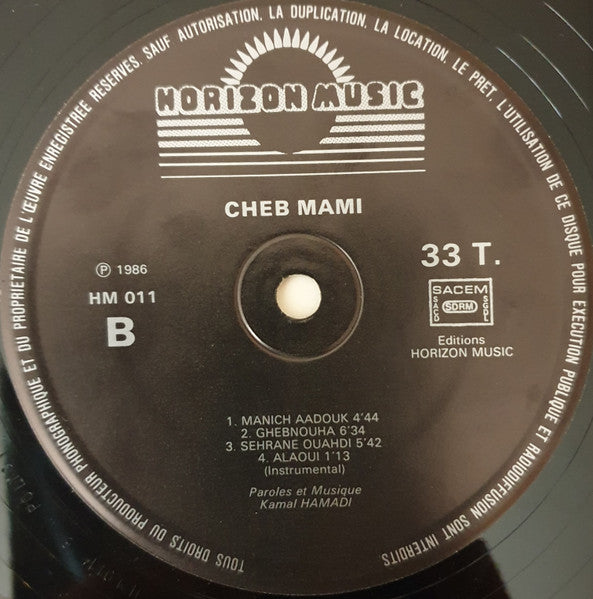 TOUS DROITS DU PRODUCTEUR PHONOGRAPHIQUE ET DU PROPRIETAIRE DE L'ŒUVRE ENREGISTREE RESERVES. SAUF AUTORISATION. LA DUPLICATION. LA LOCATION. LE PRET. L'UTILISATION DE CE DISQUE POUR EXECUTION PUBLIQUE ET RADIODIFFUSION SONT INTERDITS
HORIZON MUSIC
CHEB MAMI
℗ 1986
HM 011
B
33 T.
SACEM
SACD SDRM SGDL
Editions
HORIZON MUSIC
1. MANICH AADOUK 4'44
2. GHEBNOUHA 6'34
3. SEHRANE OUAHDI 5'42
4. ALAOUI 1'13
(Instrumental)
Paroles et Musique
Kamal HAMADI